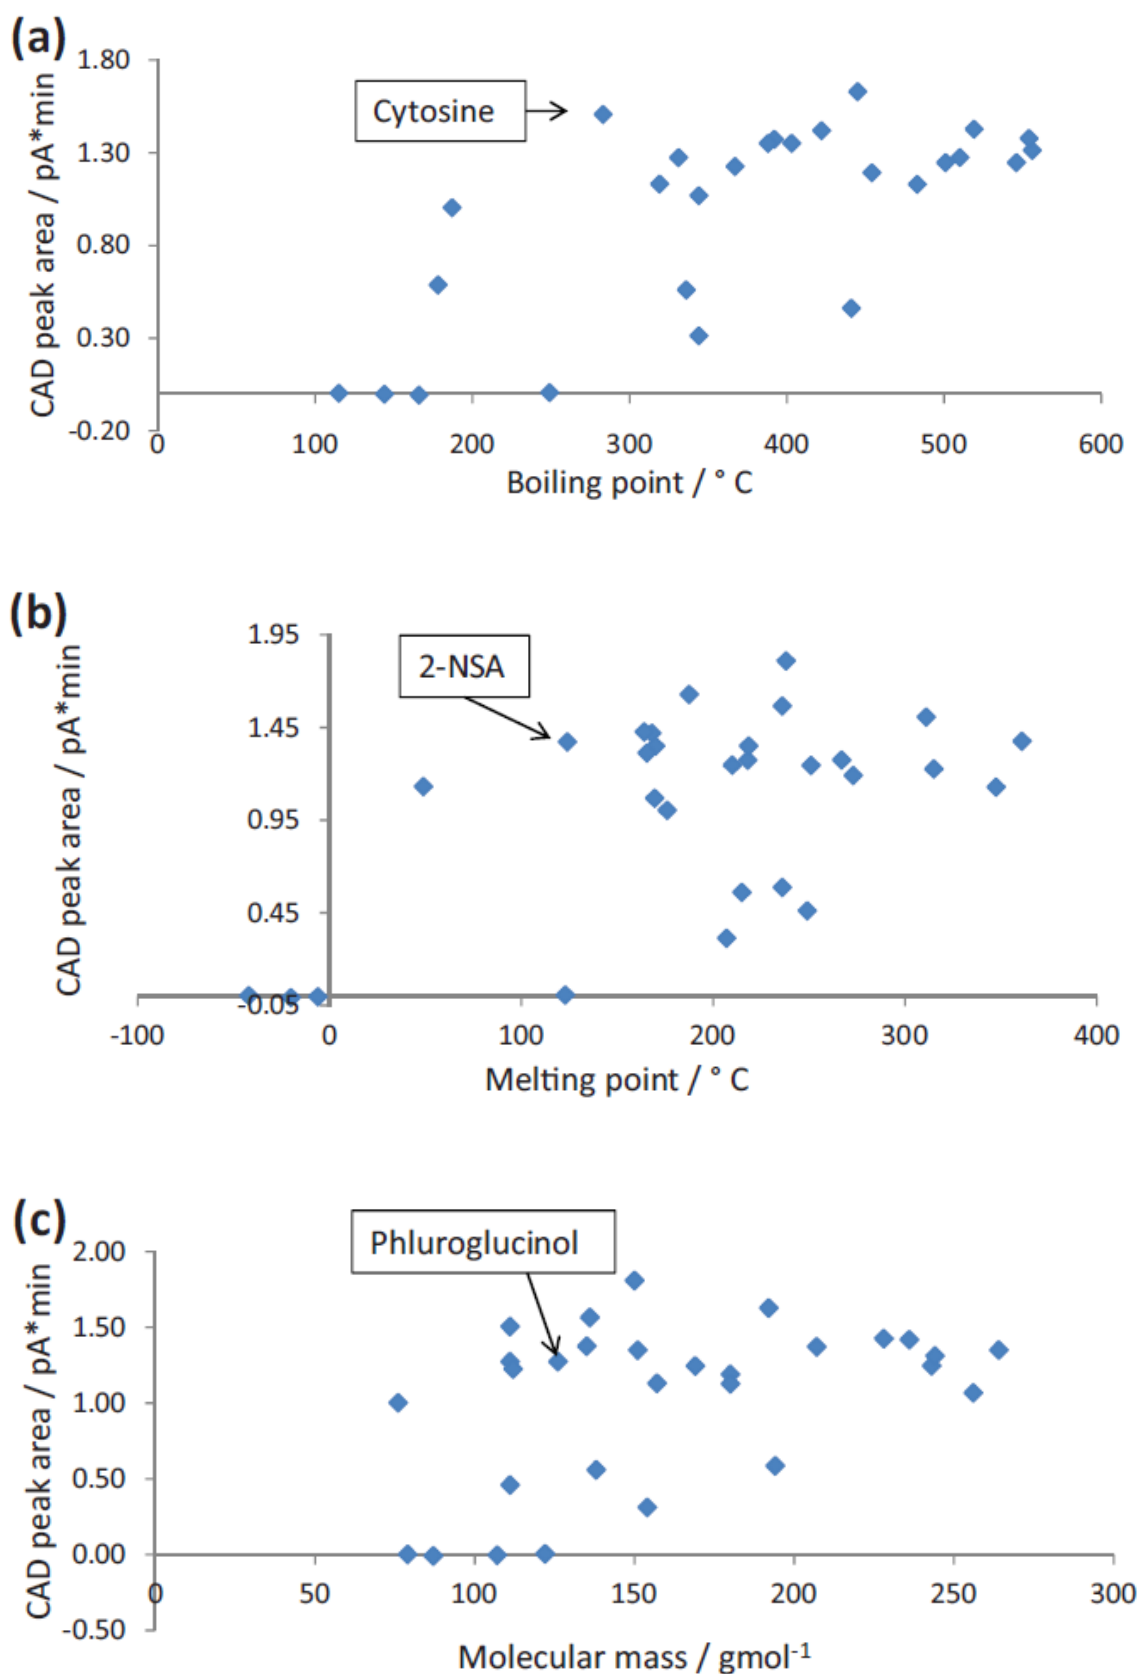 (a)
CAD peak area / pA*min
1.80
1.30
0.80
0.30
-0.20
Cytosine
0 100 200 300 400 500 600
Boiling point / ° C
(b)
CAD peak area / pA*min
1.95
1.45
0.95
0.45
-0.05
2-NSA
-100 0 100 200 300 400
Melting point / ° C
(c)
CAD peak area / pA*min
2.00
1.50
1.00
0.50
0.00
-0.50
Phluroglucinol
0 50 100 150 200 250 300
Molecular mass / gmol⁻¹